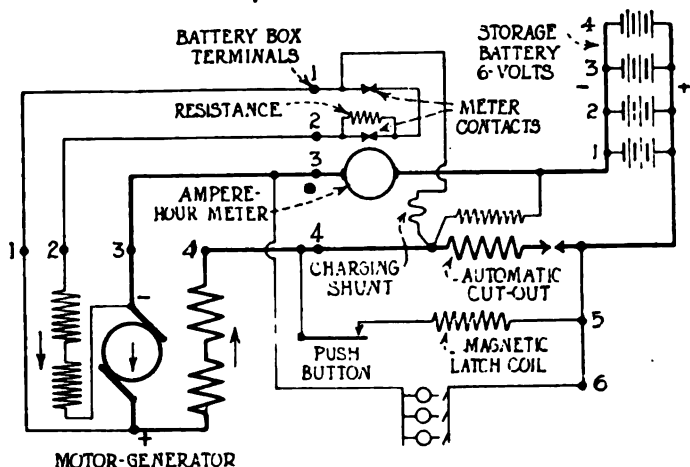 BATTERY BOX
TERMINALS
STORAGE
BATTERY
6-VOLTS
4
3
2
1
-
+
1
RESISTANCE
METER
CONTACTS
2
3
AMPERE-
HOUR METER
1
2
3
4
4
CHARGING
SHUNT
AUTOMATIC
CUT-OUT
-
PUSH
BUTTON
MAGNETIC
LATCH COIL
5
6
+
MOTOR-GENERATOR